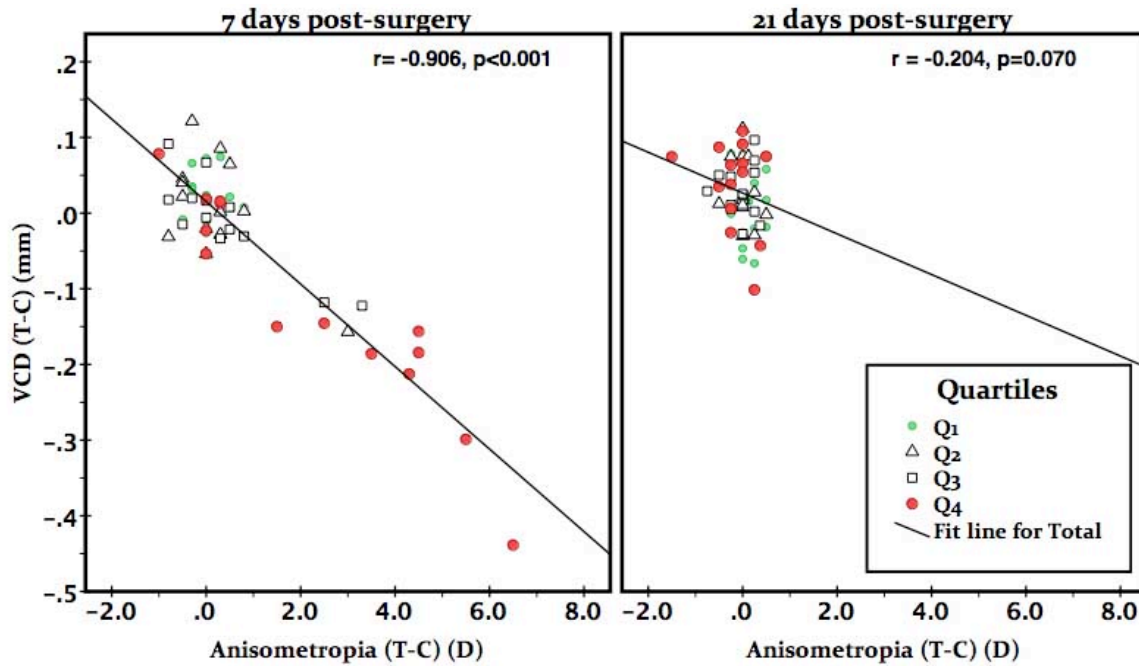 7 days post-surgery
21 days post-surgery
r= -0.906, p<0.001
r = -0.204, p=0.070
VCD (T-C) (mm)
.2
.1
.0
-.1
-.2
-.3
-.4
-.5
-2.0 .0 2.0 4.0 6.0 8.0
-2.0 .0 2.0 4.0 6.0 8.0
Anisometropia (T-C) (D)
Anisometropia (T-C) (D)
Quartiles
Q1
Q2
Q3
Q4
Fit line for Total